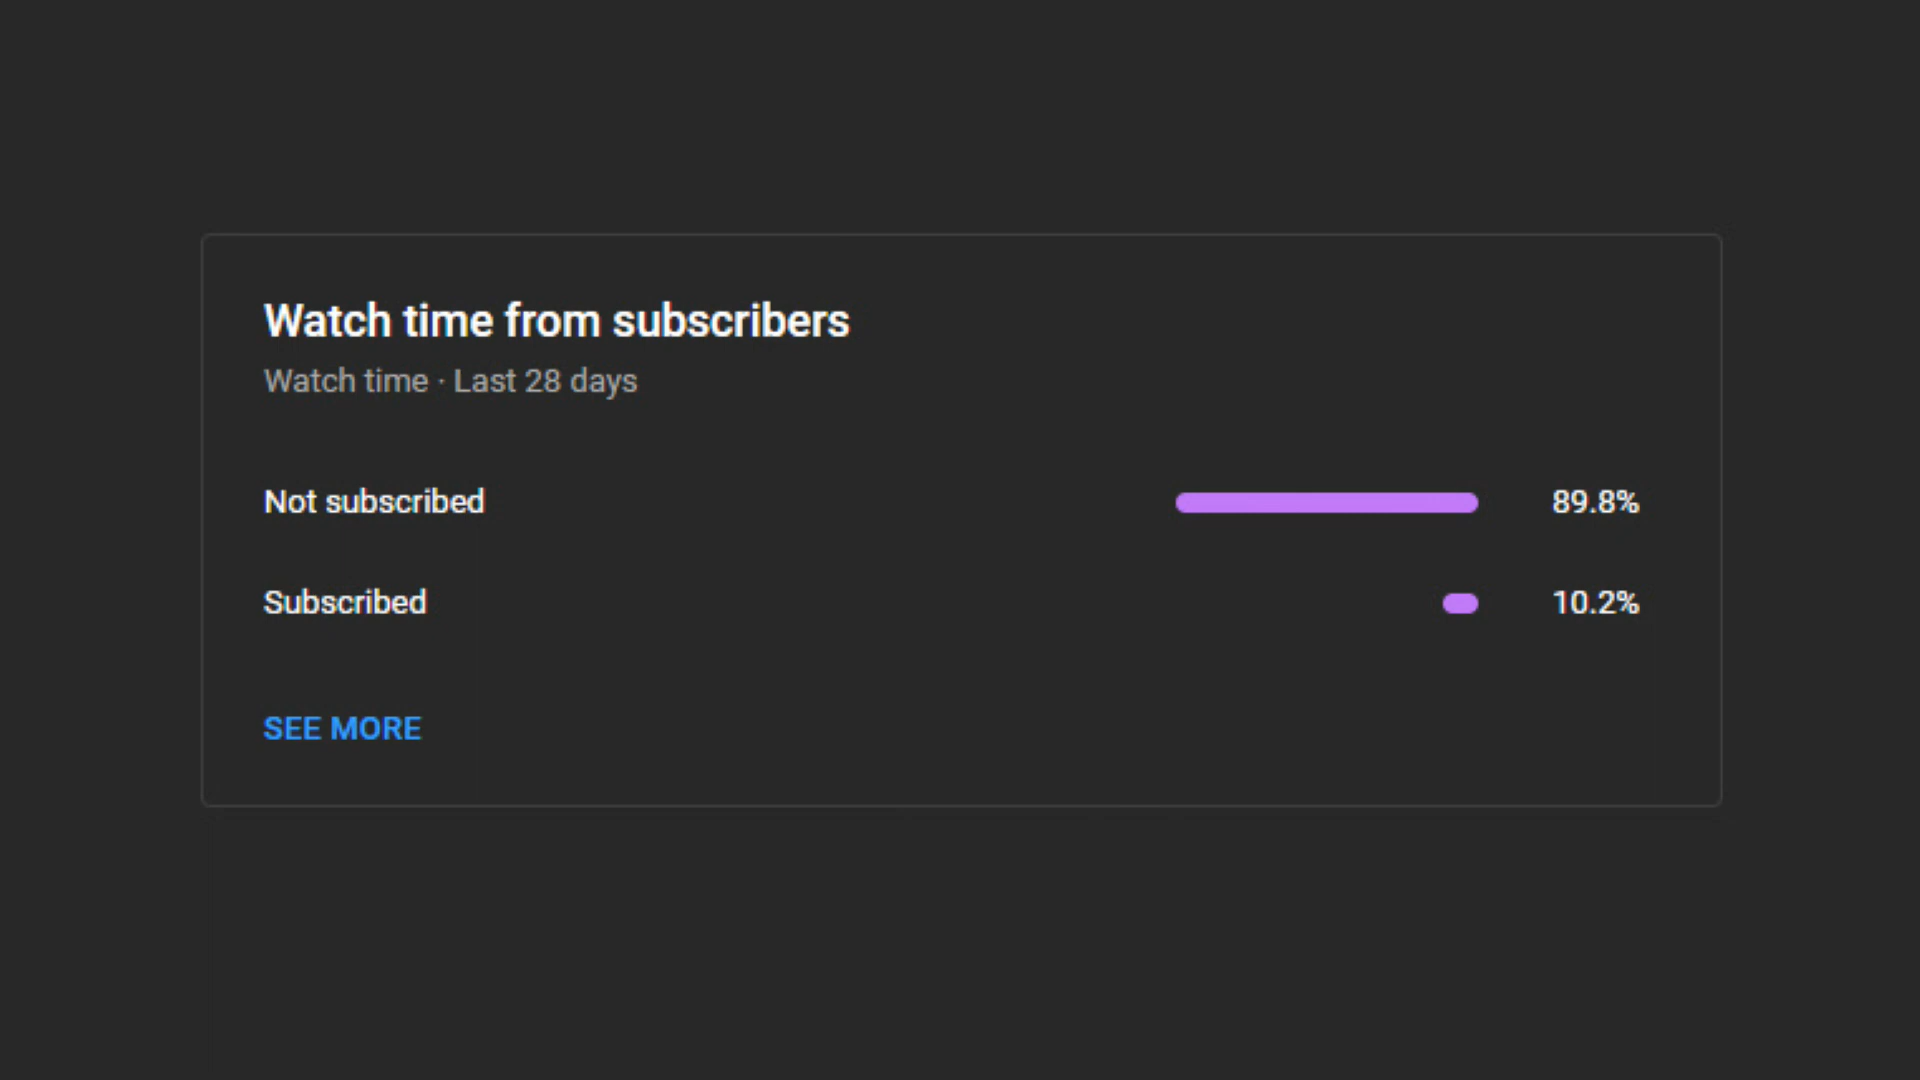 Watch time from subscribers
Watch time · Last 28 days
Not subscribed 89.8%
Subscribed 10.2%
SEE MORE